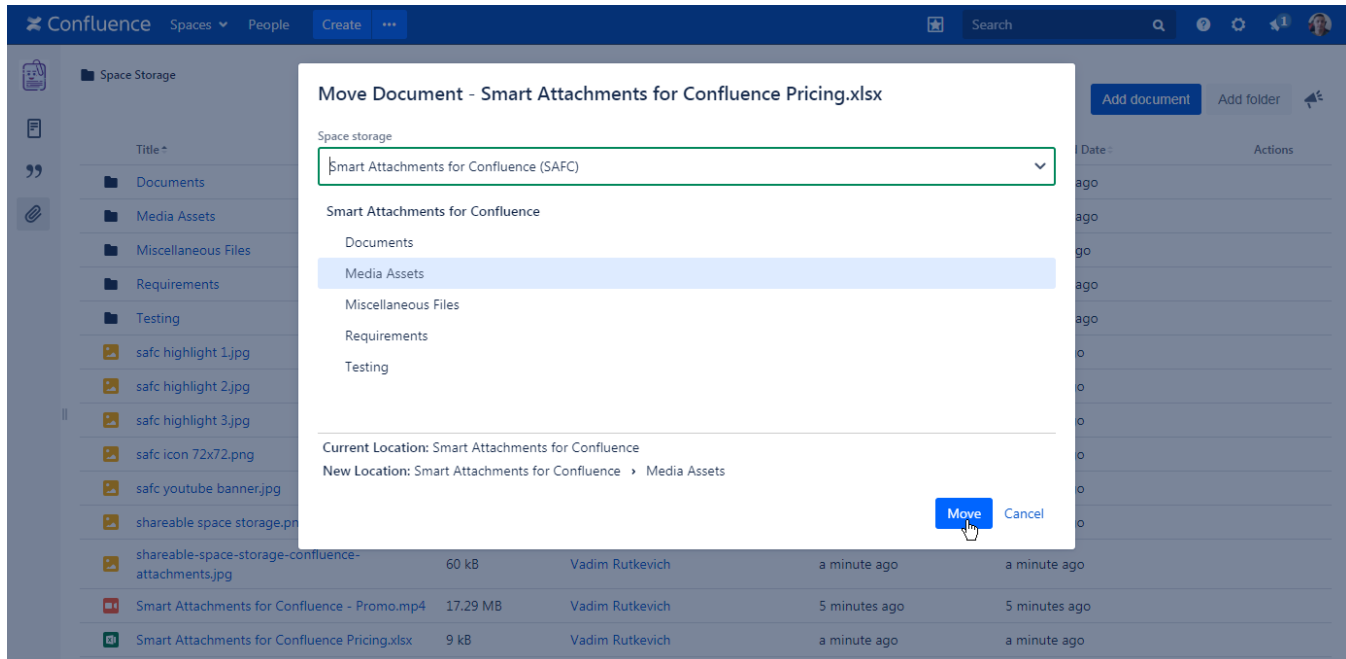 Confluence Spaces People Create ••• Search 1
Space Storage
Move Document - Smart Attachments for Confluence Pricing.xlsx
Add document Add folder
Space storage
Smart Attachments for Confluence (SAFC)
Title Date Actions
Documents ago
Media Assets ago
Miscellaneous Files go
Requirements ago
Testing ago
Smart Attachments for Confluence
Documents
Media Assets
Miscellaneous Files
Requirements
Testing
safc highlight 1.jpg o
safc highlight 2.jpg o
safc highlight 3.jpg o
safc icon 72x72.png o
safc youtube banner.jpg o
shareable space storage.pn o
Current Location: Smart Attachments for Confluence
New Location: Smart Attachments for Confluence › Media Assets
Move Cancel
shareable-space-storage-confluence-
attachments.jpg 60 kB Vadim Rutkevich a minute ago a minute ago
Smart Attachments for Confluence - Promo.mp4 17.29 MB Vadim Rutkevich 5 minutes ago 5 minutes ago
Smart Attachments for Confluence Pricing.xlsx 9 kB Vadim Rutkevich a minute ago a minute ago